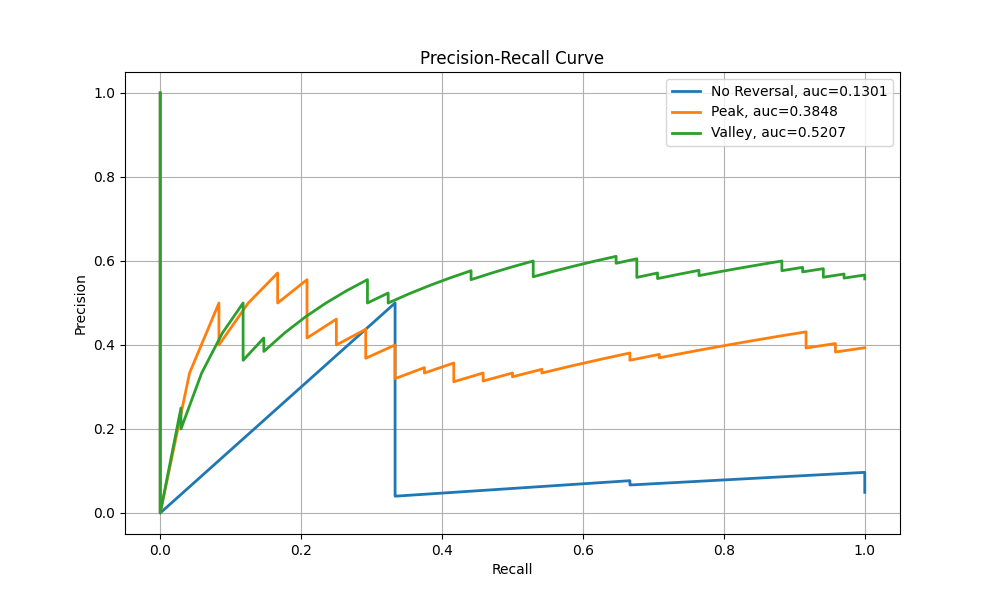 Precision-Recall Curve
No Reversal, auc=0.1301
Peak, auc=0.3848
Valley, auc=0.5207
Precision
1.0
0.8
0.6
0.4
0.2
0.0
0.0 0.2 0.4 0.6 0.8 1.0
Recall